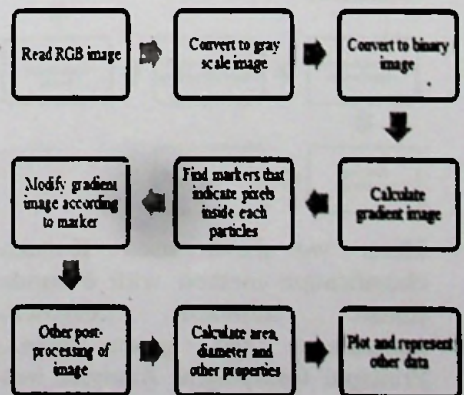 Read RGB image
Convert to gray
scale image
Convert to binary
image
Calculate
gradient image
Find markers that
indicate pixels
inside each
particles
Modify gradient
image according
to marker
Other post-
processing of
image
Calculate area,
diameter and
other properties
Plot and represent
other data